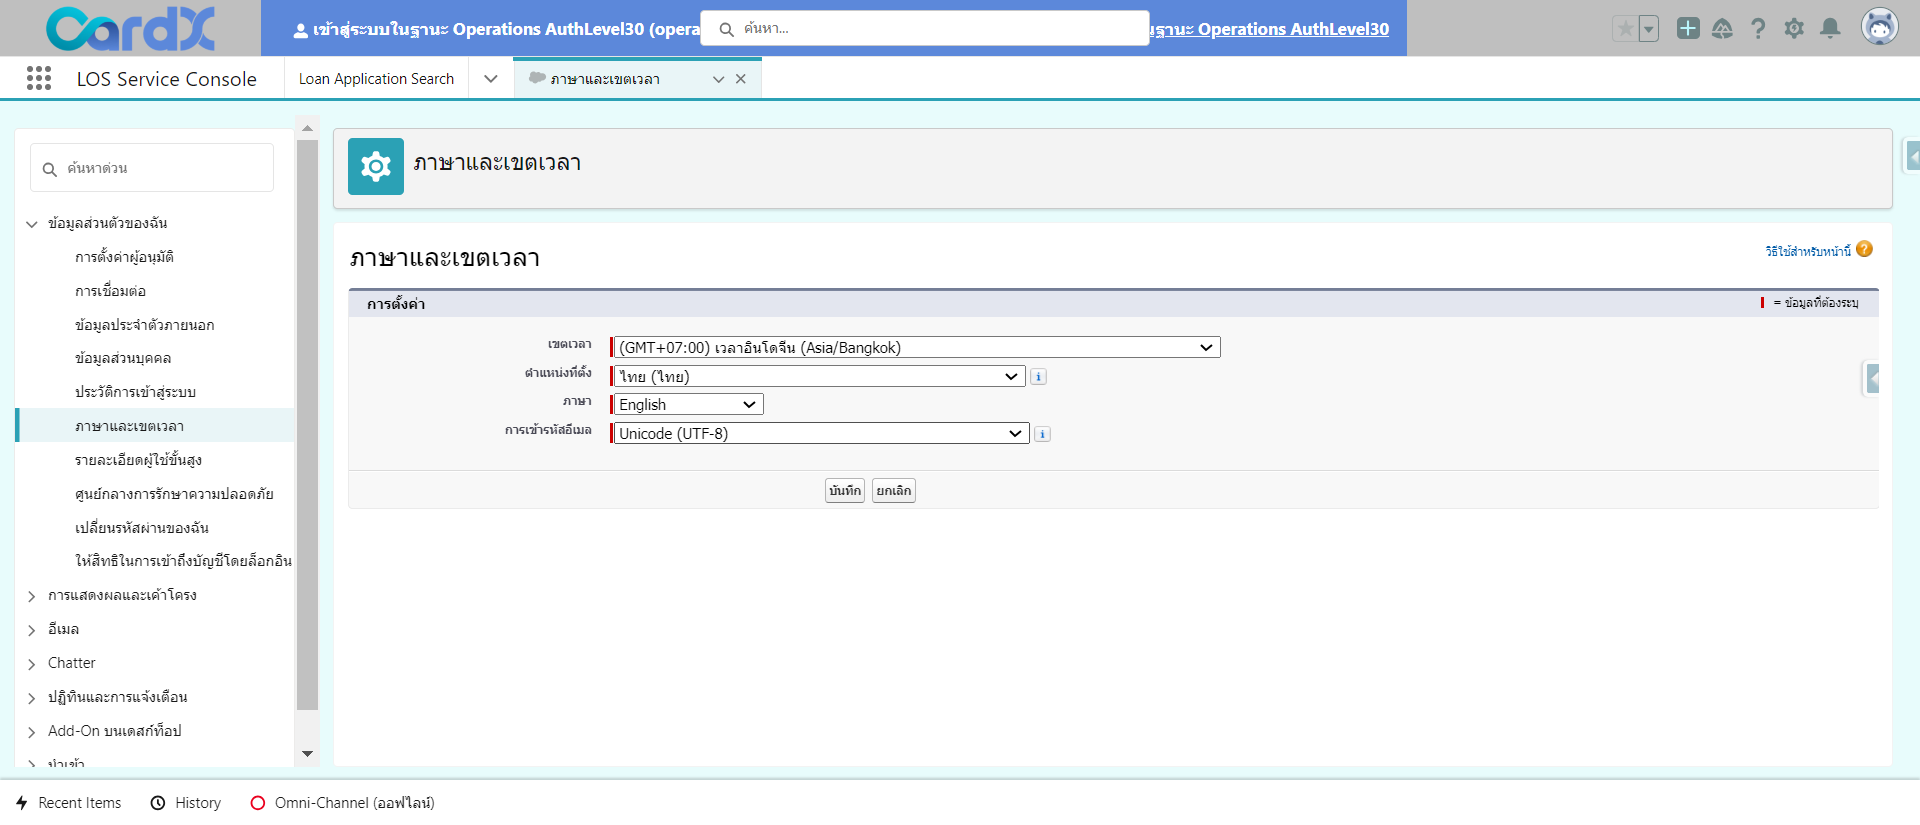 CardX
เข้าสู่ระบบในฐานะ Operations AuthLevel30 (opera
ค้นหา...
นฐานะ Operations AuthLevel30
LOS Service Console
Loan Application Search
ภาษาและเขตเวลา
ค้นหาด่วน
ข้อมูลส่วนตัวของฉัน
การตั้งค่าผู้อนุมัติ
การเชื่อมต่อ
ข้อมูลประจำตัวภายนอก
ข้อมูลส่วนบุคคล
ประวัติการเข้าสู่ระบบ
ภาษาและเขตเวลา
รายละเอียดผู้ใช้ขั้นสูง
ศูนย์กลางการรักษาความปลอดภัย
เปลี่ยนรหัสผ่านของฉัน
ให้สิทธิในการเข้าถึงบัญชีโดยล็อกอิน
การแสดงผลและเค้าโครง
อีเมล
Chatter
ปฏิทินและการแจ้งเตือน
Add-On บนเดสก์ท็อป
นำเข้า
ภาษาและเขตเวลา
ภาษาและเขตเวลา
วิธีใช้สำหรับหน้านี้
การตั้งค่า
= ข้อมูลที่ต้องระบุ
เขตเวลา
(GMT+07:00) เวลาอินโดจีน (Asia/Bangkok)
ตำแหน่งที่ตั้ง
ไทย (ไทย)
ภาษา
English
การเข้ารหัสอีเมล
Unicode (UTF-8)
บันทึก
ยกเลิก
Recent Items
History
Omni-Channel (ออฟไลน์)